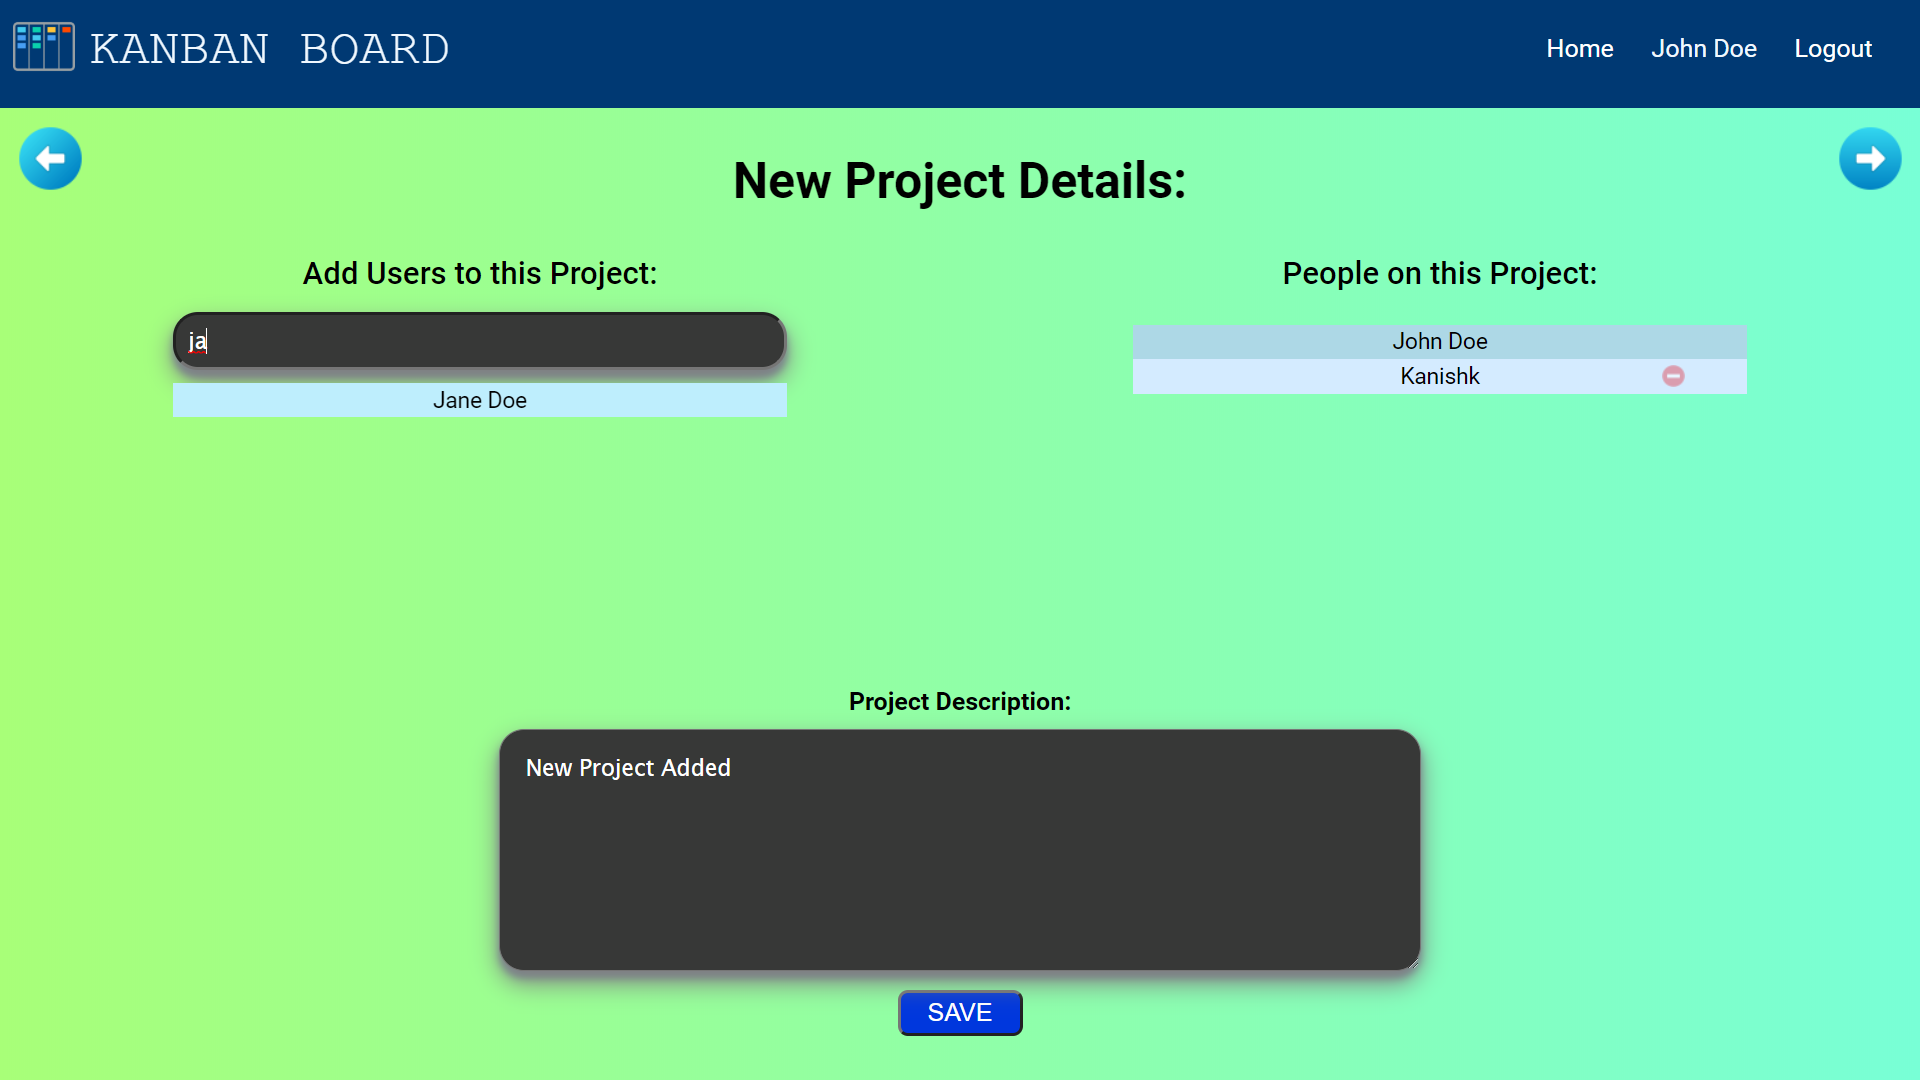 KANBAN BOARD
Home John Doe Logout
New Project Details:
Add Users to this Project:
ja
Jane Doe
People on this Project:
John Doe
Kanishk
Project Description:
New Project Added
SAVE